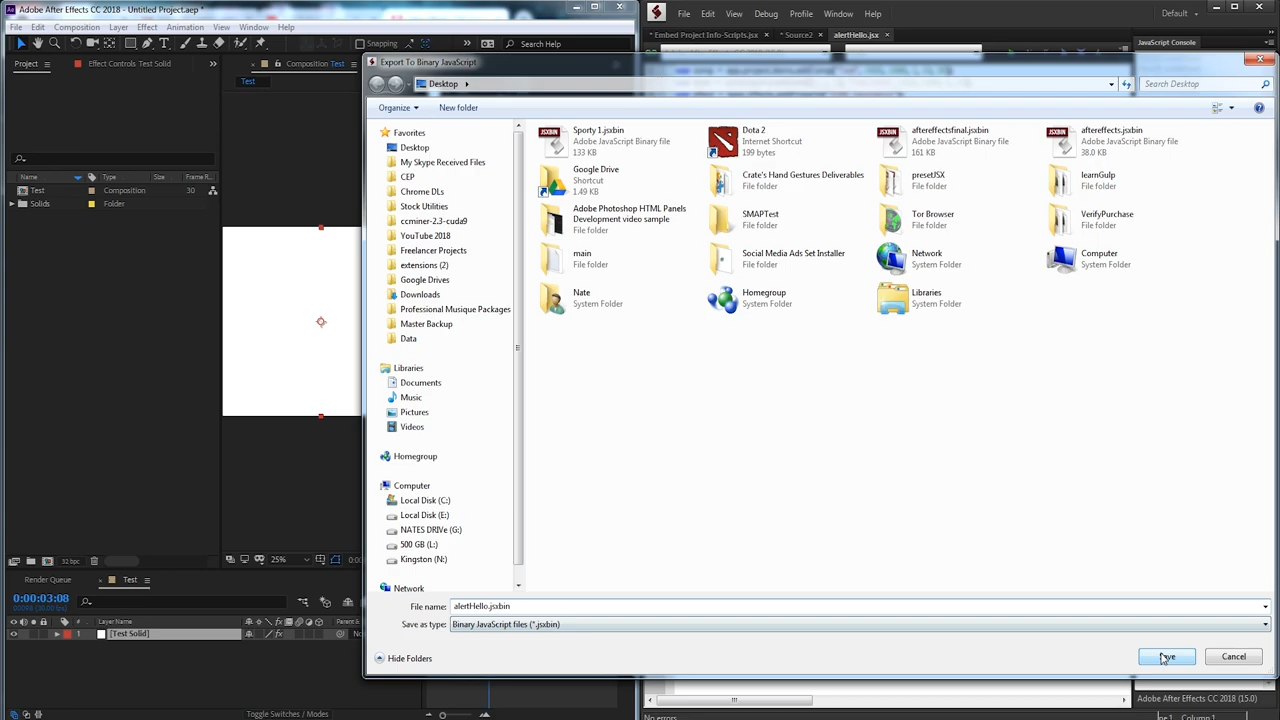 Adobe After Effects CC 2018 - Untitled Project.aep *
File Edit Composition Layer Effect Animation View Window Help
Snapping
Search Help
Project
Effect Controls Test Solid
Composition Test
Test
Name
Type
Size
Frame R
Test
Composition
30
Solids
Folder
32 bpc
25%
Render Queue
Test
0:00:03:08
Layer Name
Parent &
1
[Test Solid]
Toggle Switches / Modes
File Edit View Debug Profile Window Help
Default
*Embed Project Info-Scripts.jsx
*Source2
alertHello.jsx
JavaScript Console
Export To Binary JavaScript
Desktop
Search Desktop
Organize
New folder
Favorites
Desktop
My Skype Received Files
CEP
Chrome DLs
Stock Utilities
ccminer-2.3-cuda9
YouTube 2018
Freelancer Projects
extensions (2)
Google Drives
Downloads
Professional Musique Packages
Master Backup
Data
Libraries
Documents
Music
Pictures
Videos
Homegroup
Computer
Local Disk (C:)
Local Disk (E:)
NATES DRIVe (G:)
500 GB (L:)
Kingston (N:)
Network
JSXBIN
Sporty 1.jsxbin
Adobe JavaScript Binary file
133 KB
Dota 2
Internet Shortcut
199 bytes
JSXBIN
aftereffectsfinal.jsxbin
Adobe JavaScript Binary file
161 KB
JSXBIN
aftereffects.jsxbin
Adobe JavaScript Binary file
38.0 KB
Google Drive
Shortcut
1.49 KB
Crate's Hand Gestures Deliverables
File folder
presetJSX
File folder
learnGulp
File folder
Adobe Photoshop HTML Panels
Development video sample
File folder
SMAPTest
File folder
Tor Browser
File folder
VerifyPurchase
File folder
main
File folder
Social Media Ads Set Installer
File folder
Network
System Folder
Computer
System Folder
Nate
System Folder
Homegroup
System Folder
Libraries
System Folder
File name:
alertHello.jsxbin
Save as type:
Binary JavaScript files (*.jsxbin)
Hide Folders
Save
Cancel
Adobe After Effects CC 2018 (15.0)
No errors
Line 1
Column 1